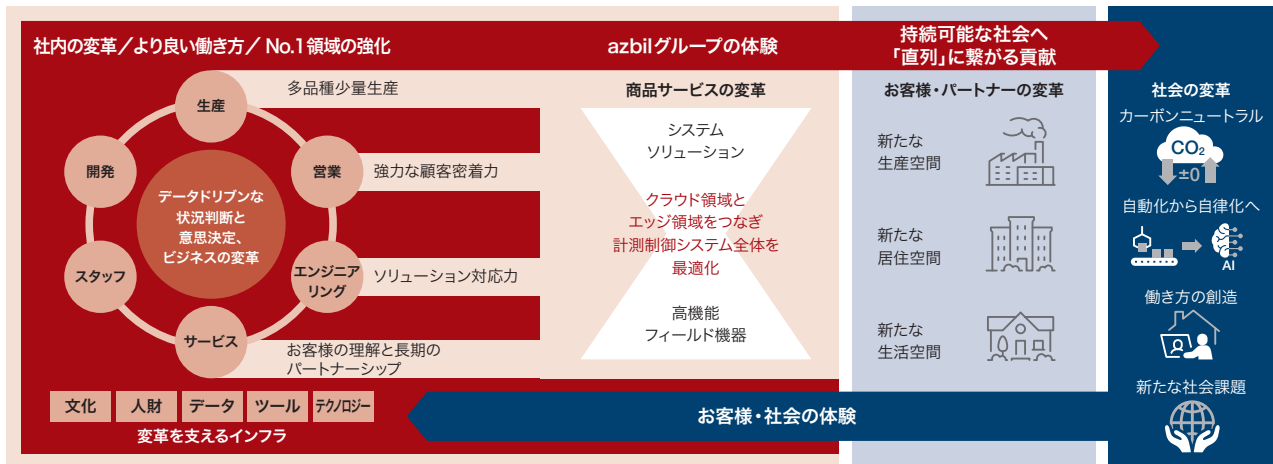 社内の変革／より良い働き方／ No.1領域の強化
azbilグループの体験
持続可能な社会へ
「直列」に繋がる貢献
生産
開発
営業
スタッフ
エンジニア
リング
サービス
データドリブンな
状況判断と
意思決定、
ビジネスの変革
多品種少量生産
強力な顧客密着力
ソリューション対応力
お客様の理解と長期の
パートナーシップ
文化
人財
データ
ツール
テクノロジー
変革を支えるインフラ
商品サービスの変革
システム
ソリューション
クラウド領域と
エッジ領域をつなぎ
計測制御システム全体を
最適化
高機能
フィールド機器
お客様・パートナーの変革
新たな
生産空間
新たな
居住空間
新たな
生活空間
お客様・社会の体験
社会の変革
カーボンニュートラル
CO₂
±0
自動化から自律化へ
AI
働き方の創造
新たな社会課題